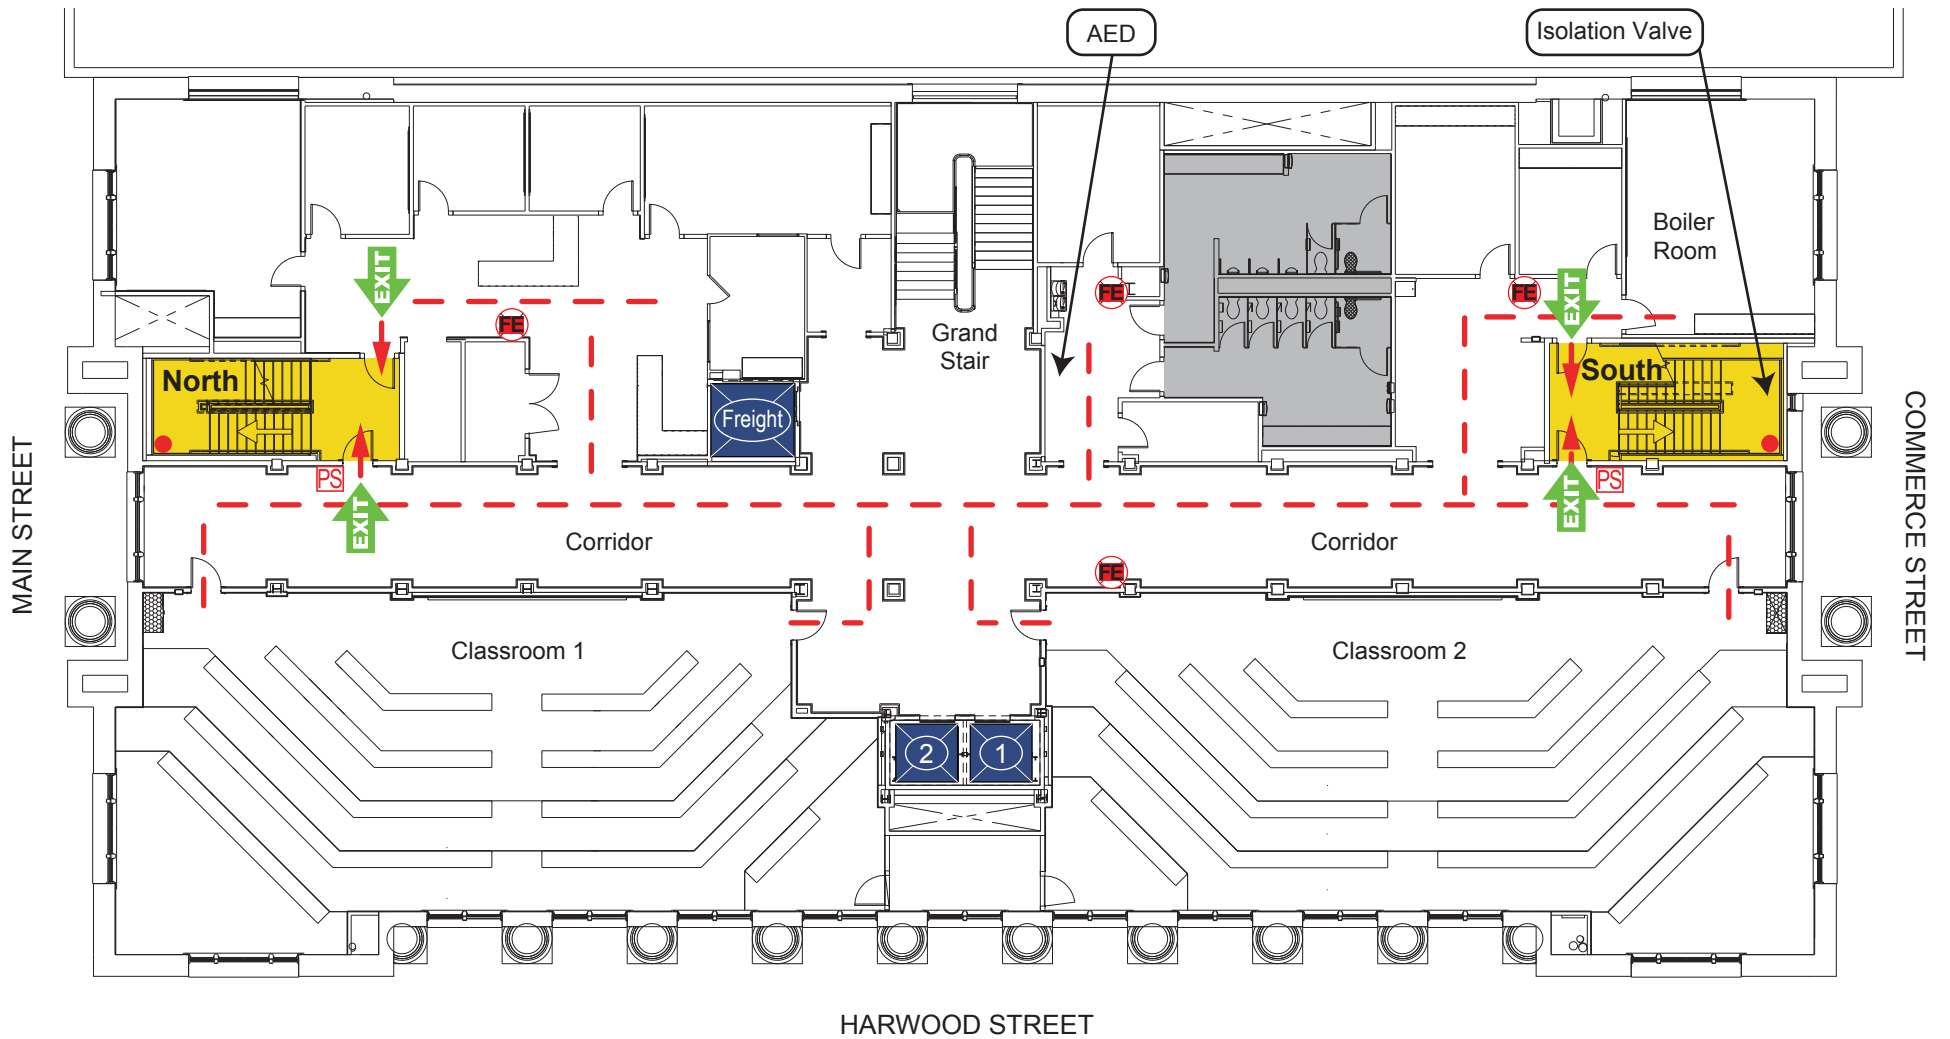 AED
Isolation Valve
Boiler
Room
EXIT
FE
FE
EXIT
FE
Grand
Stair
North
South
Freight
MAIN STREET
COMMERCE STREET
PS
EXIT
PS
EXIT
Corridor
Corridor
FE
Classroom 1
Classroom 2
2
1
HARWOOD STREET